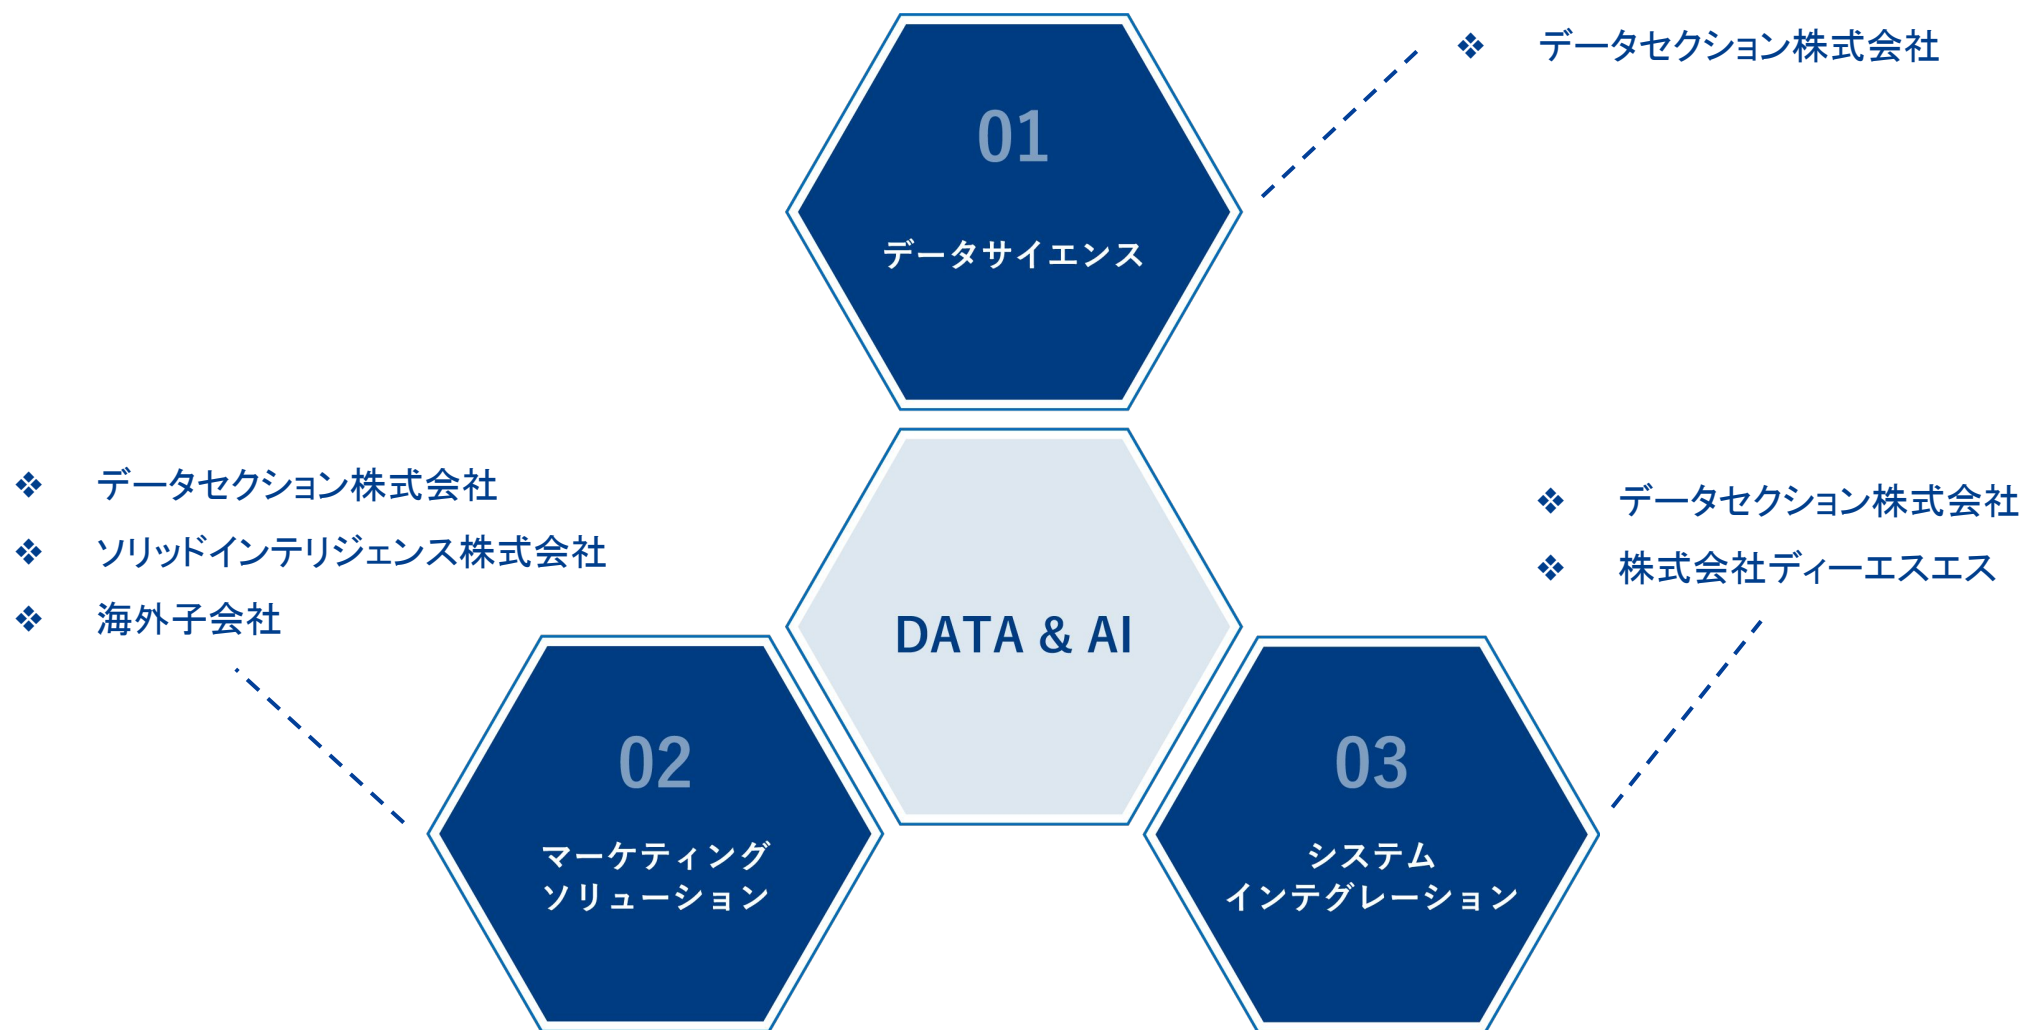 ❖ データセクション株式会社
01
データサイエンス
❖ データセクション株式会社
❖ ソリッドインテリジェンス株式会社
❖ 海外子会社
❖ データセクション株式会社
❖ 株式会社ディーエスエス
DATA & AI
02
マーケティング
ソリューション
03
システム
インテグレーション